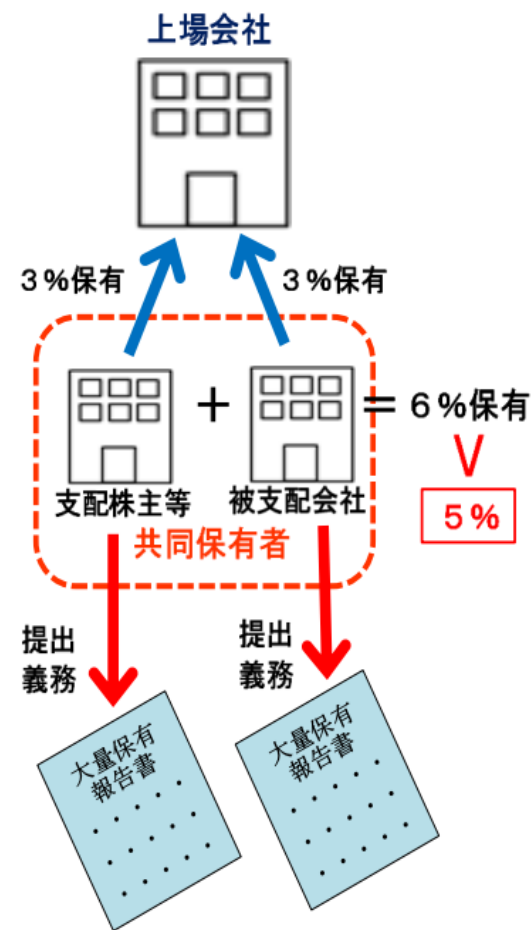 上場会社
３％保有
３％保有
＋
＝６％保有
∨
５％
支配株主等
被支配会社
共同保有者
提出
義務
提出
義務
大量保有
報告書
大量保有
報告書